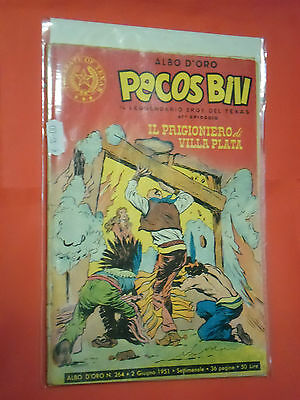 ALBO D'ORO
PECOS BILL
IL LEGGENDARIO EROE DEL TEXAS
IL PRIGIONIERO di
VILLA PLATA
ALBO D'ORO N. 264 • 2 Giugno 1951 • Settimanale • 36 pagine • 50 Lire